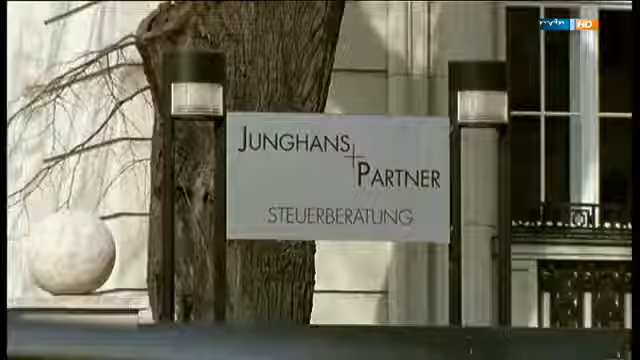 mdr HD
JUNGHANS
+
PARTNER
STEUERBERATUNG